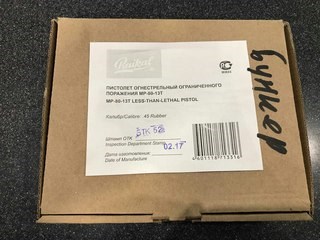 Baikal
ПИСТОЛЕТ ОГНЕСТРЕЛЬНЫЙ ОГРАНИЧЕННОГО
ПОРАЖЕНИЯ МР-80-13Т
MP-80-13T LESS-THAN-LETHAL PISTOL
Калибр/Calibre .45 Rubber
Штамп ОТК
Inspection Department Stamp
Дата изготовления
Date of Manufacture
02.17
Бункер